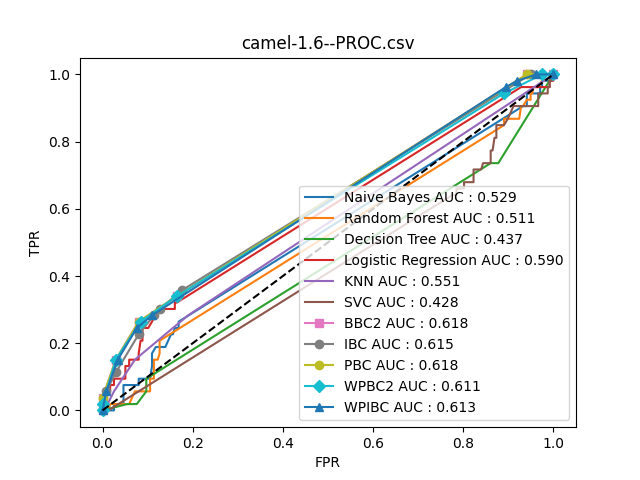 camel-1.6--PROC.csv
1.0
0.8
0.6
0.4
0.2
0.0
TPR
Naive Bayes AUC : 0.529
Random Forest AUC : 0.511
Decision Tree AUC : 0.437
Logistic Regression AUC : 0.590
KNN AUC : 0.551
SVC AUC : 0.428
BBC2 AUC : 0.618
IBC AUC : 0.615
PBC AUC : 0.618
WPBC2 AUC : 0.611
WPIBC AUC : 0.613
0.0 0.2 0.4 0.6 0.8 1.0
FPR